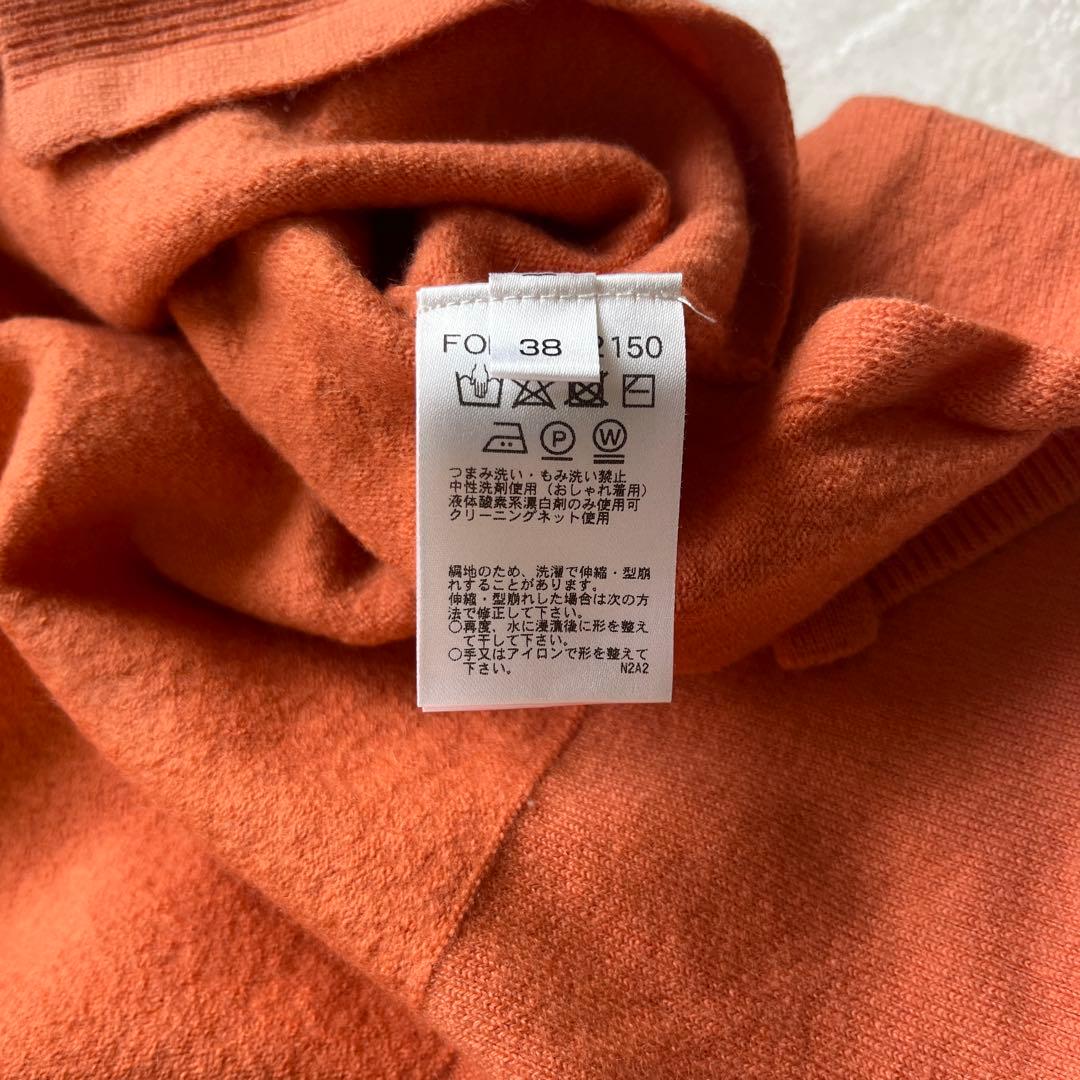 38
2150
P W
つまみ洗い・もみ洗い禁止
中性洗剤使用（おしゃれ着用）
液体酸素系漂白剤のみ使用可
クリーニングネット使用
編地のため、洗濯で伸縮・型崩
れすることがあります。
伸縮・型崩れした場合は次の方
法で修正して下さい。
○再度、水に浸漬後に形を整え
て干して下さい。
○手又はアイロンで形を整えて
下さい。 N2A2